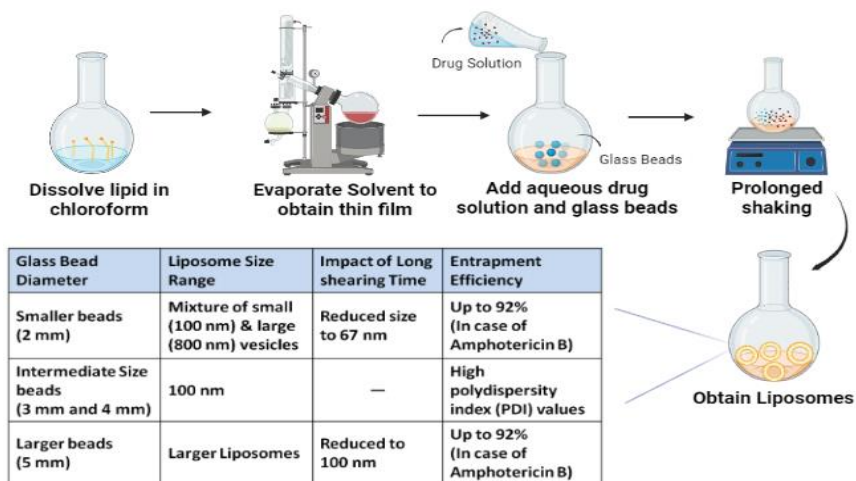 Drug Solution
Glass Beads
Dissolve lipid in
chloroform
Evaporate Solvent to
obtain thin film
Add aqueous drug
solution and glass beads
Prolonged
shaking
Glass Bead
Diameter
Liposome Size
Range
Impact of Long
shearing Time
Entrapment
Efficiency
Smaller beads
(2 mm)
Mixture of small
(100 nm) & large
(800 nm) vesicles
Reduced size
to 67 nm
Up to 92%
(In case of
Amphotericin B)
Intermediate Size
beads
(3 mm and 4 mm)
100 nm
—
High
polydispersity
index (PDI) values
Larger beads
(5 mm)
Larger Liposomes
Reduced to
100 nm
Up to 92%
(In case of
Amphotericin B)
Obtain Liposomes